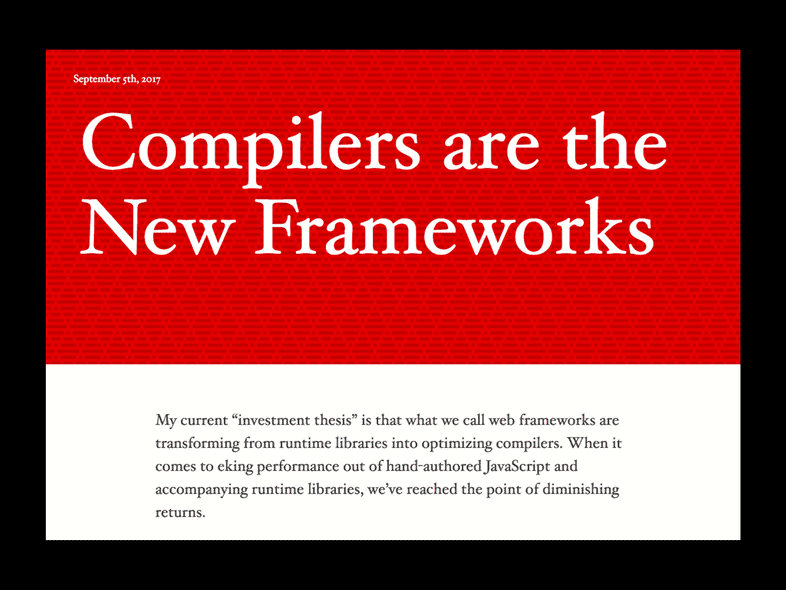 September 5th, 2017
Compilers are the
New Frameworks
My current “investment thesis” is that what we call web frameworks are
transforming from runtime libraries into optimizing compilers. When it
comes to eking performance out of hand-authored JavaScript and
accompanying runtime libraries, we’ve reached the point of diminishing
returns.